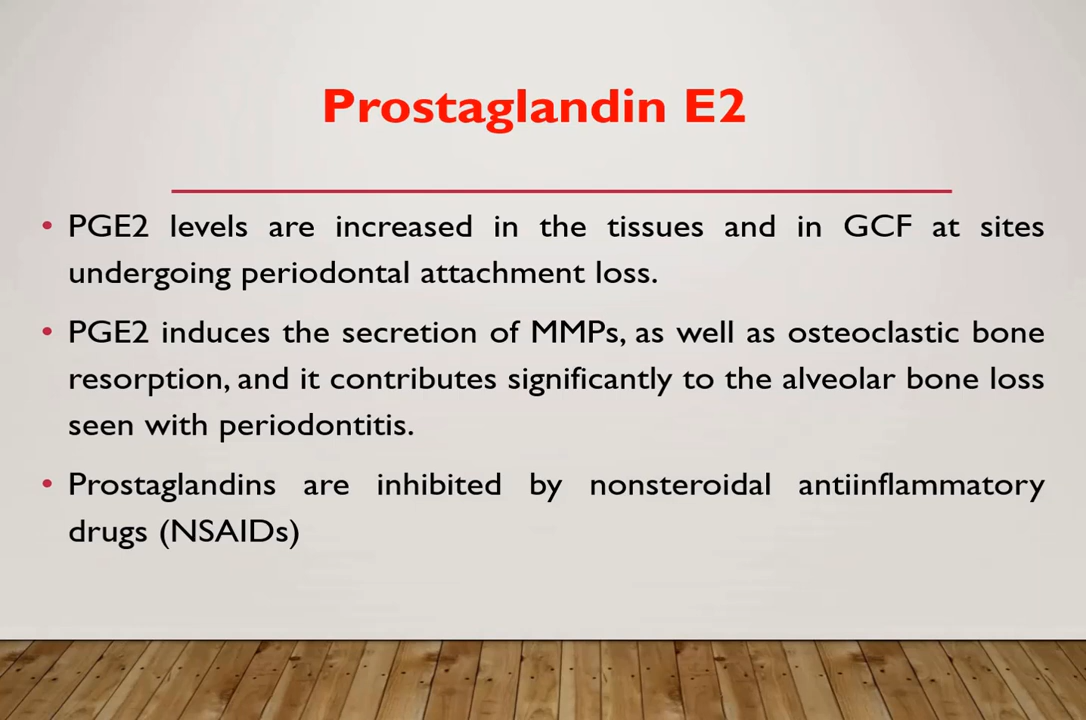 Prostaglandin E2
• PGE2 levels are increased in the tissues and in GCF at sites
undergoing periodontal attachment loss.
• PGE2 induces the secretion of MMPs, as well as osteoclastic bone
resorption, and it contributes significantly to the alveolar bone loss
seen with periodontitis.
• Prostaglandins are inhibited by nonsteroidal antiinflammatory
drugs (NSAIDs)